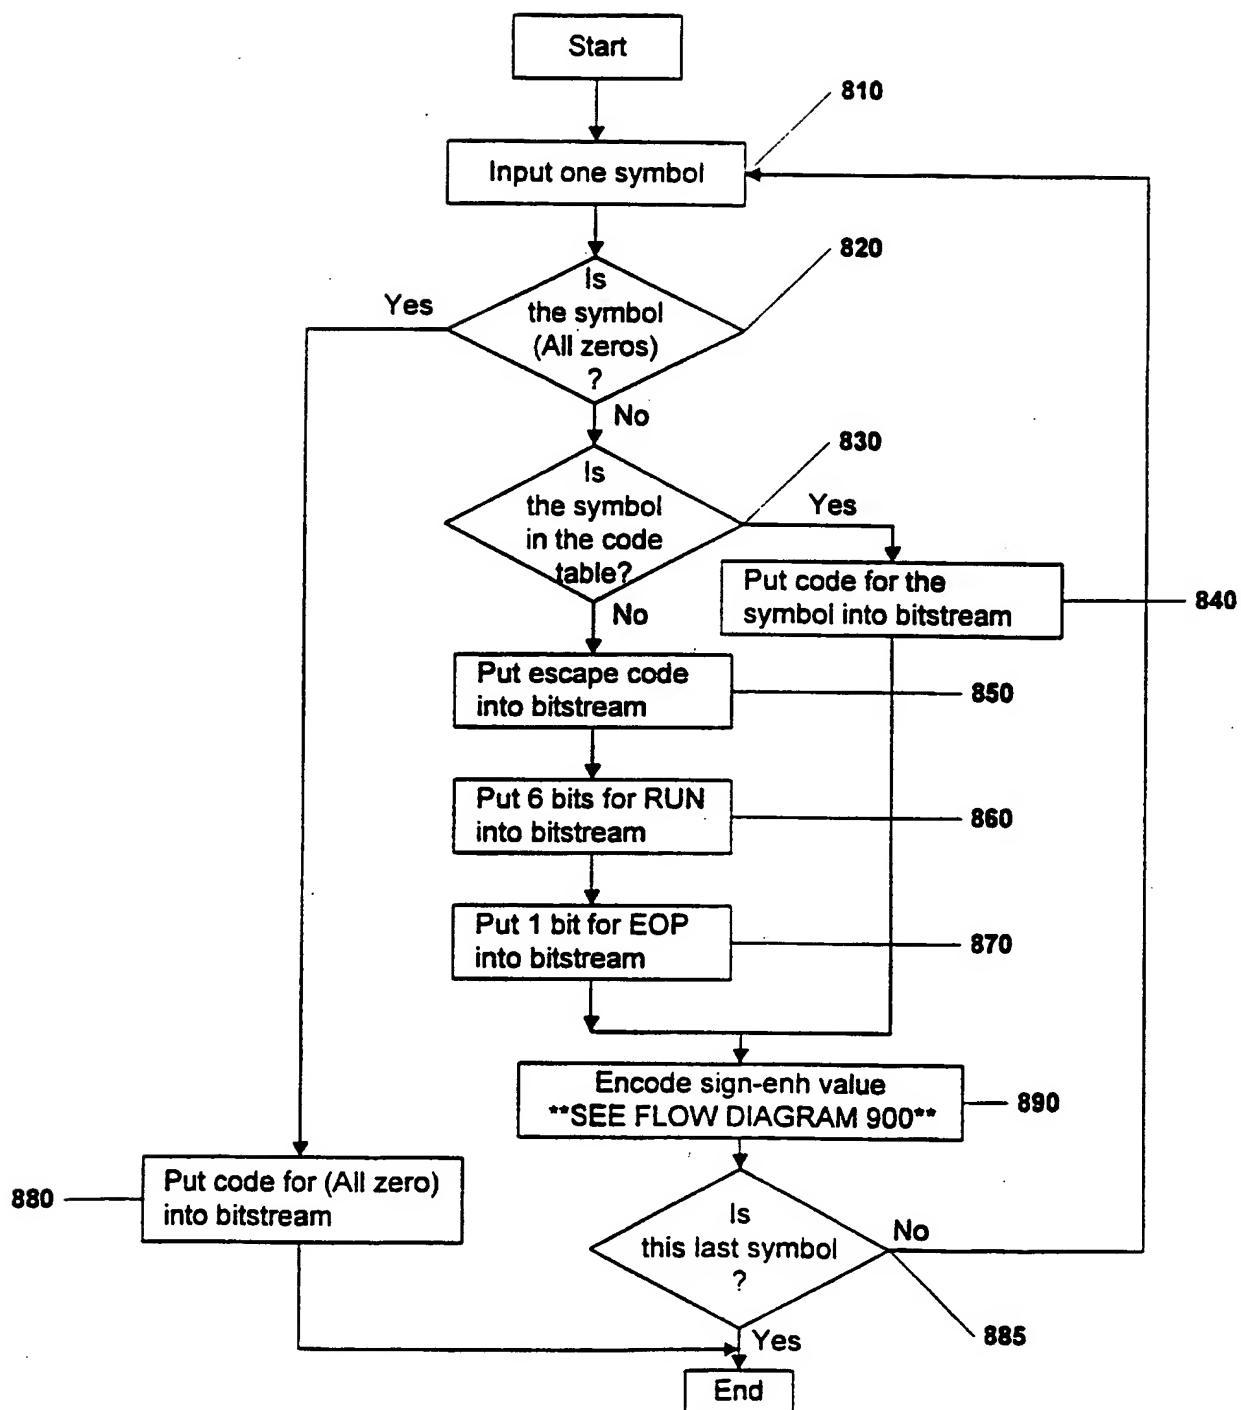 Start
810
Input one symbol
820
Yes
Is
the symbol
(All zeros)
?
No
830
Is
the symbol
in the code
table?
Yes
Put code for the
symbol into bitstream
840
No
Put escape code
into bitstream
850
Put 6 bits for RUN
into bitstream
860
Put 1 bit for EOP
into bitstream
870
Encode sign-enh value
**SEE FLOW DIAGRAM 900**
890
880
Put code for (All zero)
into bitstream
Is
this last symbol
?
No
885
Yes
End